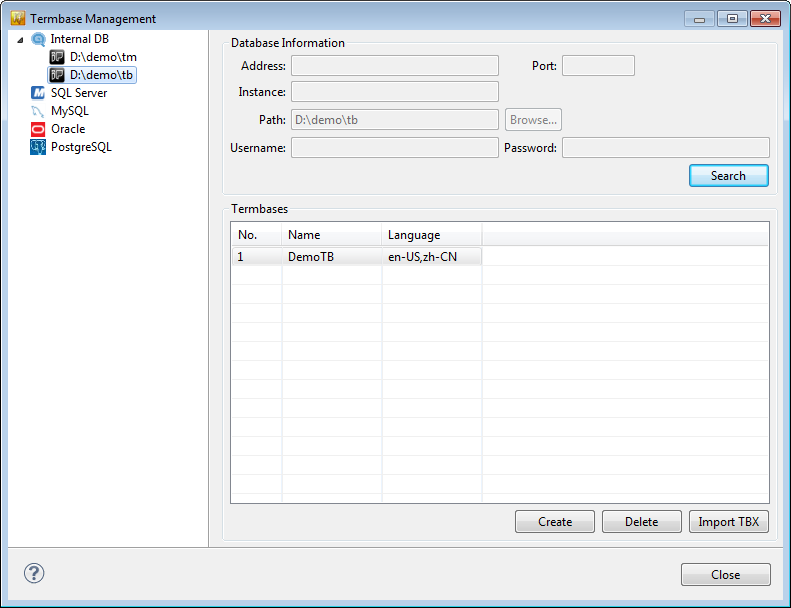 Termbase Management
Internal DB
D:\demo\tm
D:\demo\tb
SQL Server
MySQL
Oracle
PostgreSQL
Database Information
Address:
Port:
Instance:
Path: D:\demo\tb Browse...
Username:
Password:
Search
Termbases
No. Name Language
1 DemoTB en-US,zh-CN
Create Delete Import TBX
? Close